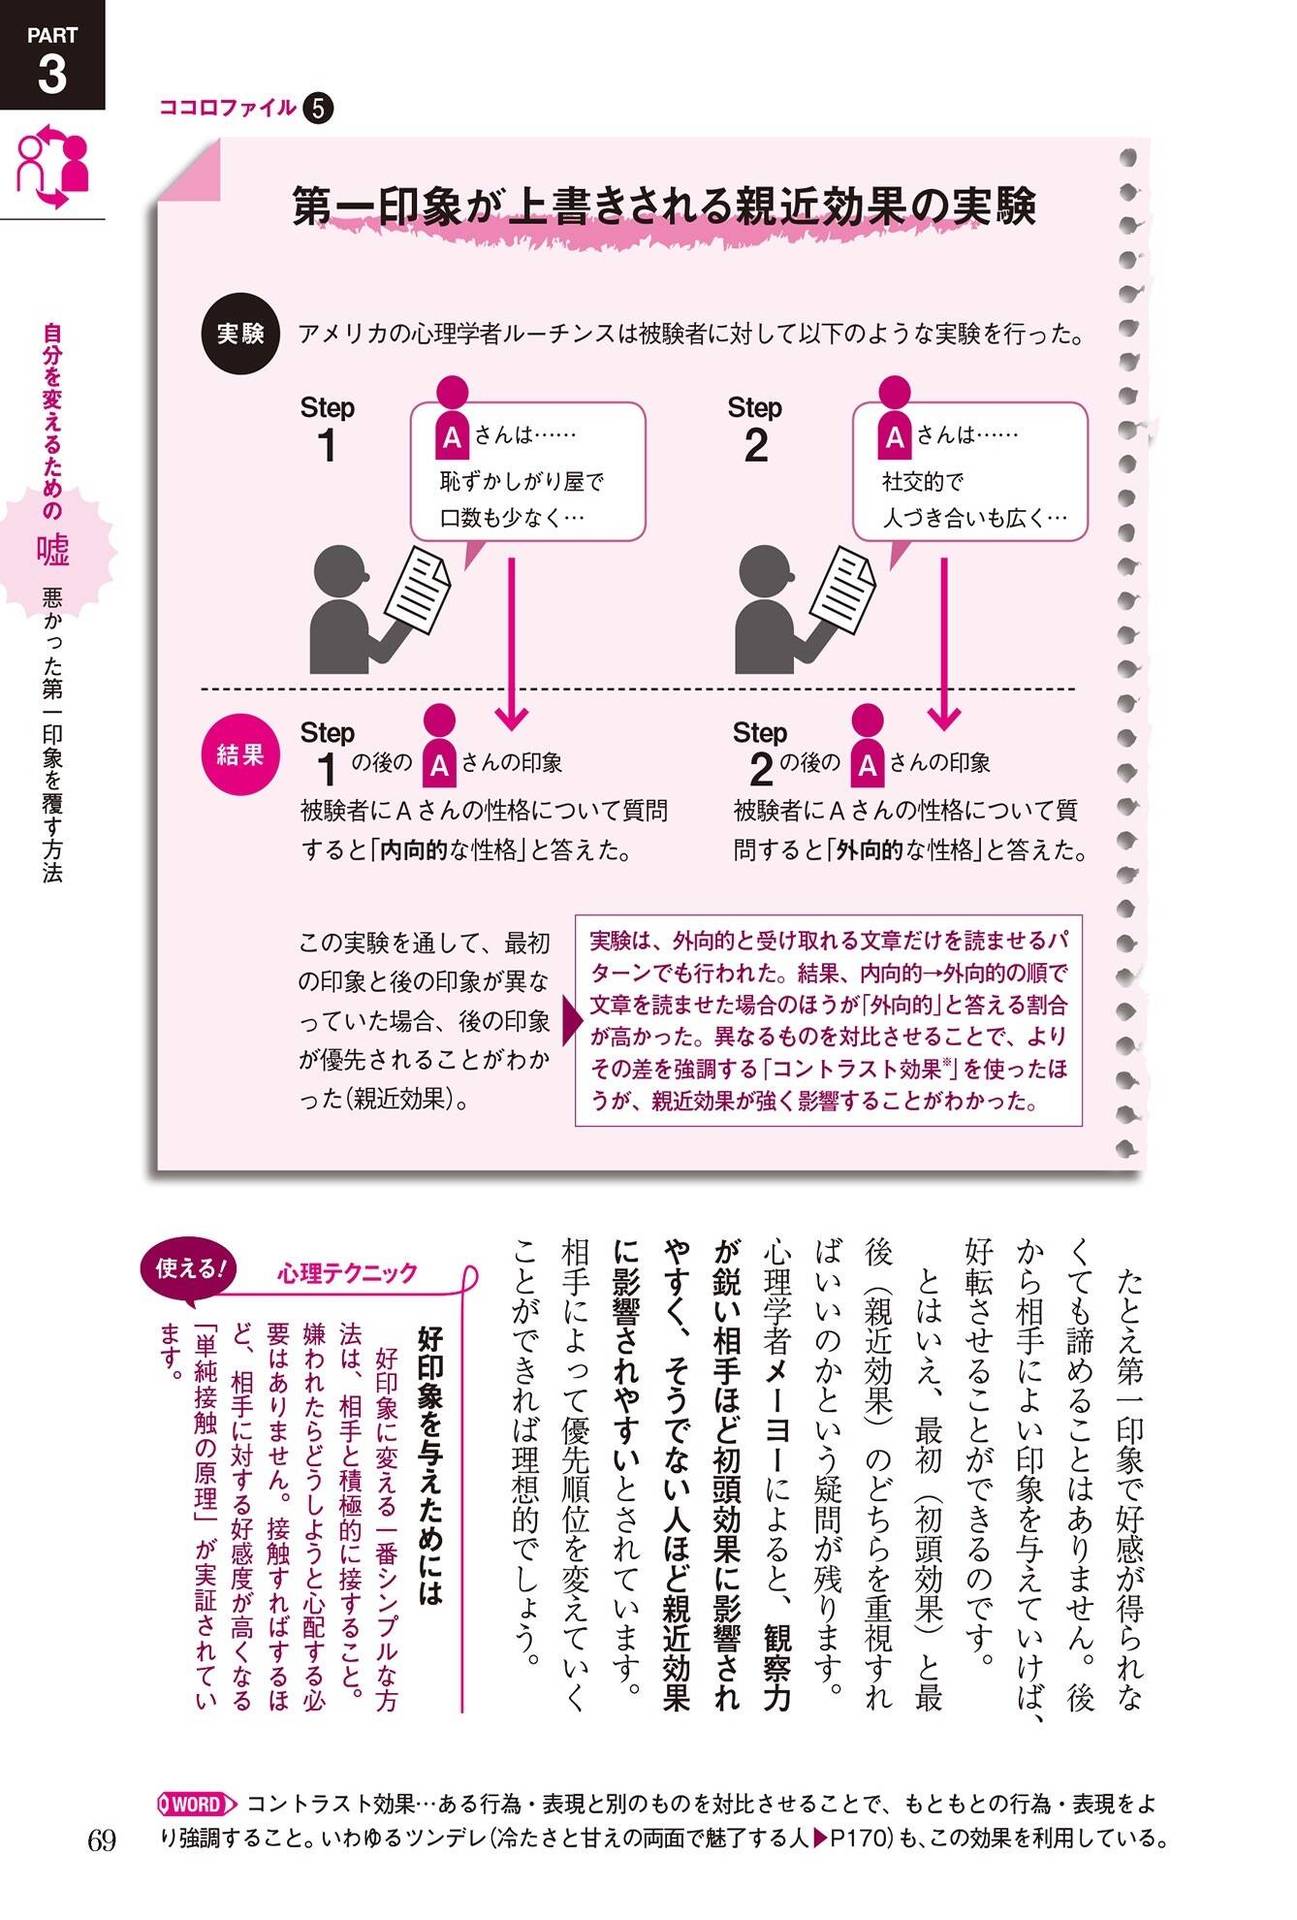 PART
3
自分を変えるための 嘘 悪かった第一印象を覆す方法
ココロファイル 5
第一印象が上書きされる親近効果の実験
実験
アメリカの心理学者ルーチンスは被験者に対して以下のような実験を行った。
Step
1
Aさんは……
恥ずかしがり屋で
口数も少なく…
Step
2
Aさんは……
社交的で
人づき合いも広く…
結果
Step
1の後のAさんの印象
被験者にAさんの性格について質問
すると「内向的な性格」と答えた。
Step
2の後のAさんの印象
被験者にAさんの性格について質
問すると「外向的な性格」と答えた。
この実験を通して、最初
の印象と後の印象が異な
っていた場合、後の印象
が優先されることがわか
った(親近効果)。
実験は、外向的と受け取れる文章だけを読ませるパ
ターンでも行われた。結果、内向的→外向的の順で
文章を読ませた場合のほうが「外向的」と答える割合
が高かった。異なるものを対比させることで、より
その差を強調する「コントラスト効果※」を使ったほ
うが、親近効果が強く影響することがわかった。
たとえ第一印象で好感が得られな
くても諦めることはありません。後
から相手によい印象を与えていけば、
好転させることができるのです。
とはいえ、最初（初頭効果）と最
後（親近効果）のどちらを重視すれ
ばいいのかという疑問が残ります。
心理学者メーヨーによると、観察力
が鋭い相手ほど初頭効果に影響され
やすく、そうでない人ほど親近効果
に影響されやすいとされています。
相手によって優先順位を変えていく
ことができれば理想的でしょう。
使える!
心理テクニック
好印象を与えためには
好印象に変える一番シンプルな方
法は、相手と積極的に接すること。
嫌われたらどうしようと心配する必
要はありません。接触すればするほ
ど、相手に対する好感度が高くなる
「単純接触の原理」が実証されてい
ます。
WORD コントラスト効果…ある行為・表現と別のものを対比させることで、もともとの行為・表現をよ
り強調すること。いわゆるツンデレ(冷たさと甘えの両面で魅了する人▶P170)も、この効果を利用している。
69